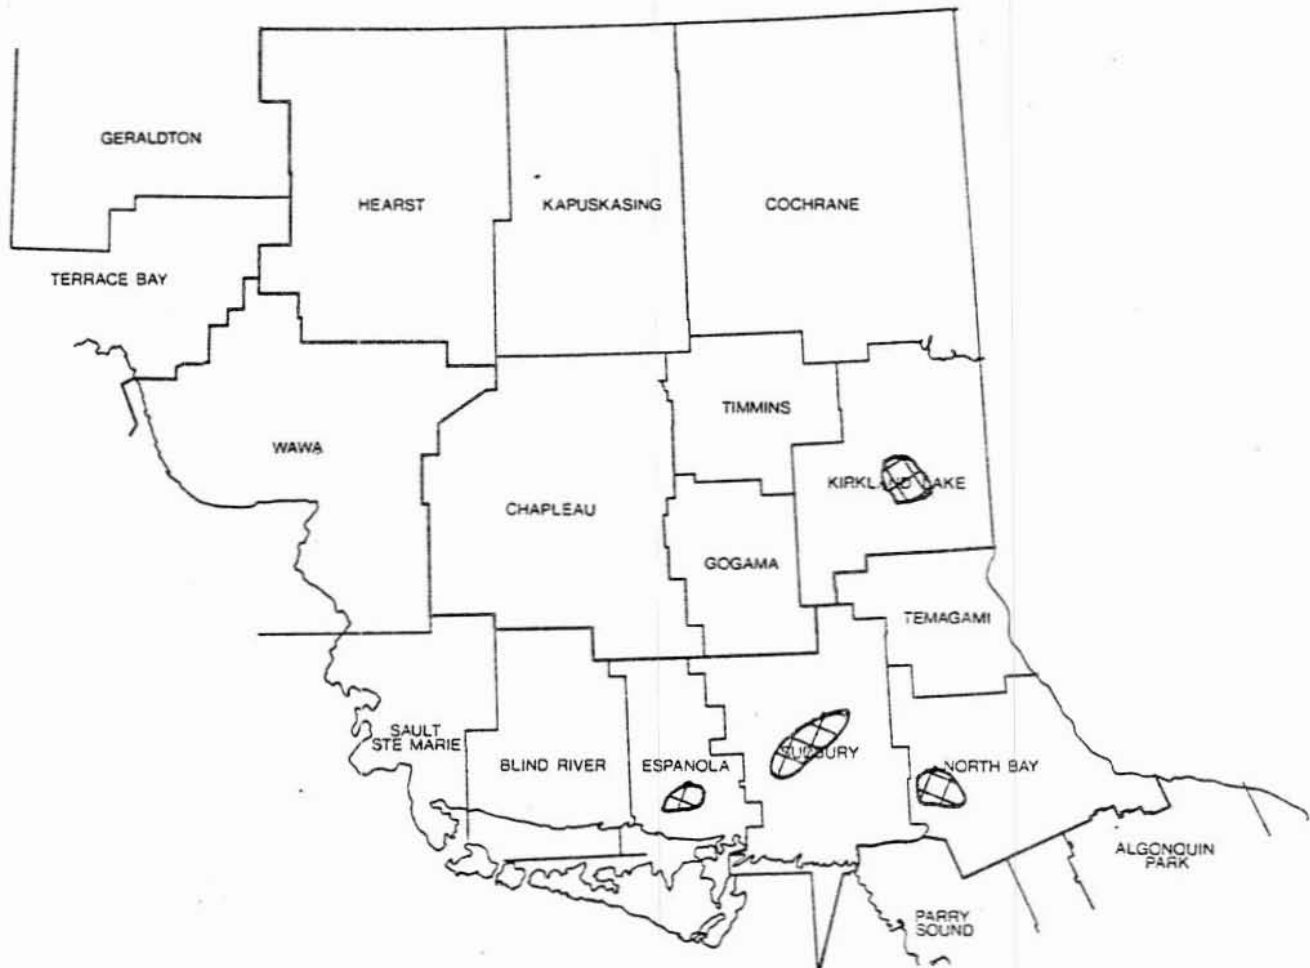 GERALDTON
HEARST
KAPUSKASING
COCHRANE
TERRACE BAY
TIMMINS
WAWA
KIRKLAND LAKE
CHAPLEAU
GOGAMA
TEMAGAMI
SAULT
STE MARIE
BLIND RIVER
ESPANOLA
SUDBURY
NORTH BAY
ALGONQUIN
PARK
PARRY
SOUND